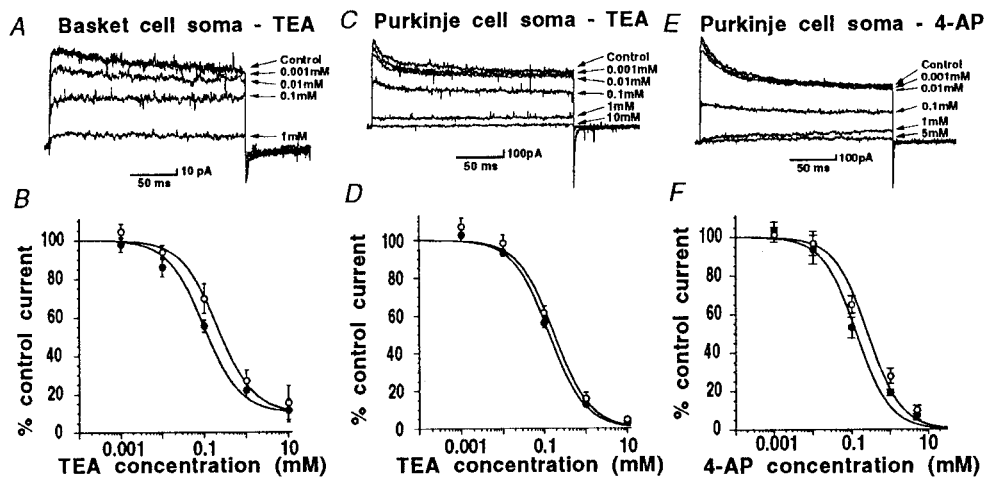 A Basket cell soma - TEA
Control
0.001mM
0.01mM
0.1mM
1mM
10 pA
50 ms
C Purkinje cell soma - TEA
Control
0.001mM
0.01mM
0.1mM
1mM
10mM
100pA
50 ms
E Purkinje cell soma - 4-AP
Control
0.001mM
0.01mM
0.1mM
1mM
5mM
100pA
50 ms
B
% control current
100
80
60
40
20
0
0.001 0.1 10
TEA concentration (mM)
D
% control current
100
80
60
40
20
0
0.001 0.1 10
TEA concentration (mM)
F
% control current
100
80
60
40
20
0
0.001 0.1 10
4-AP concentration (mM)